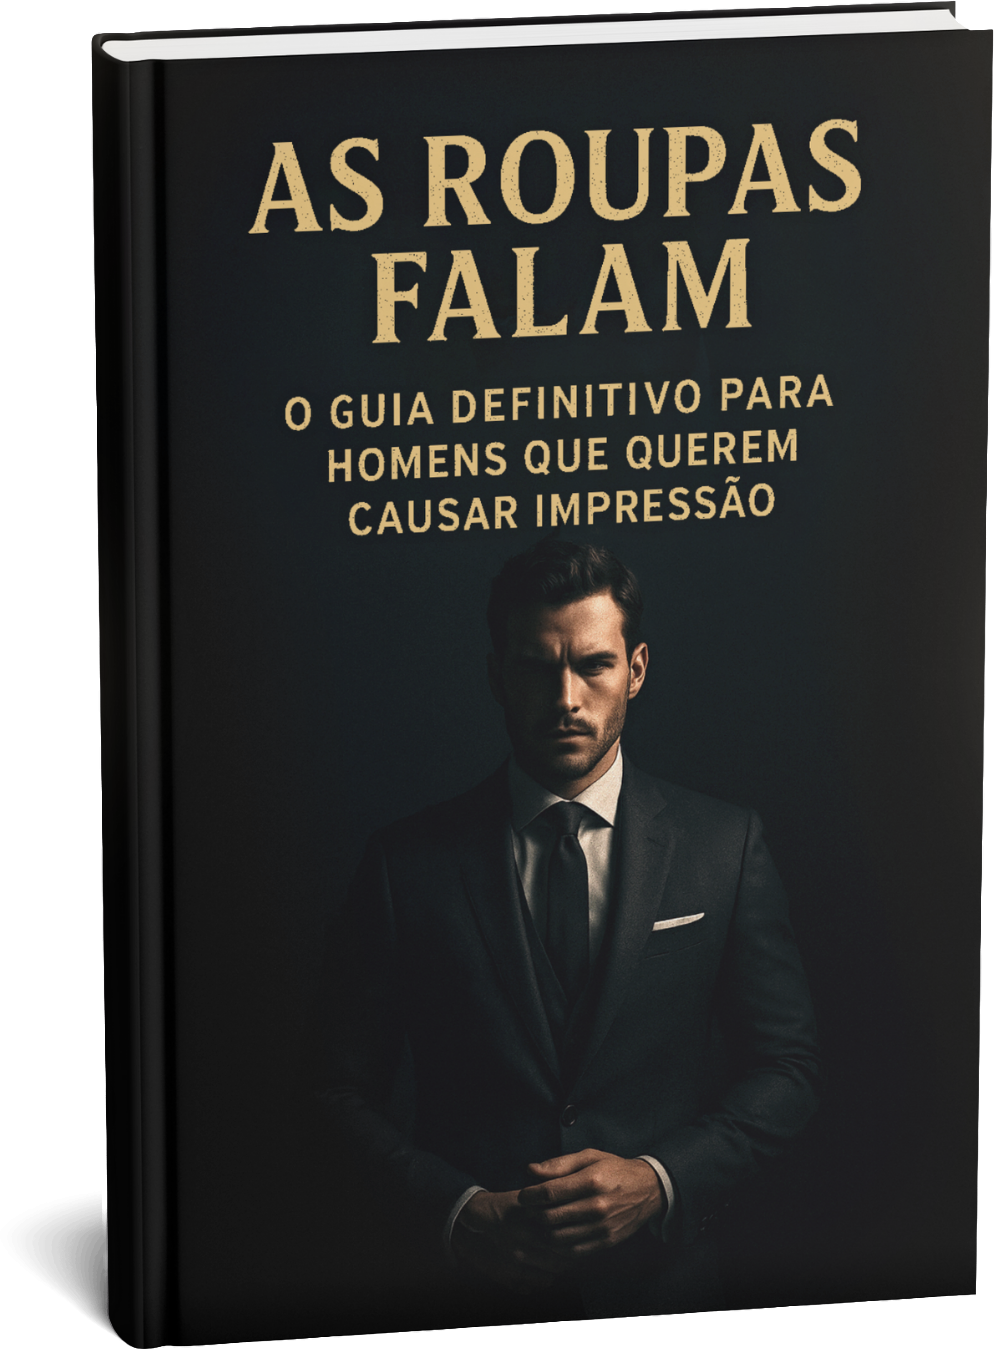 AS ROUPAS
FALAM
O GUIA DEFINITIVO PARA
HOMENS QUE QUEREM
CAUSAR IMPRESSÃO